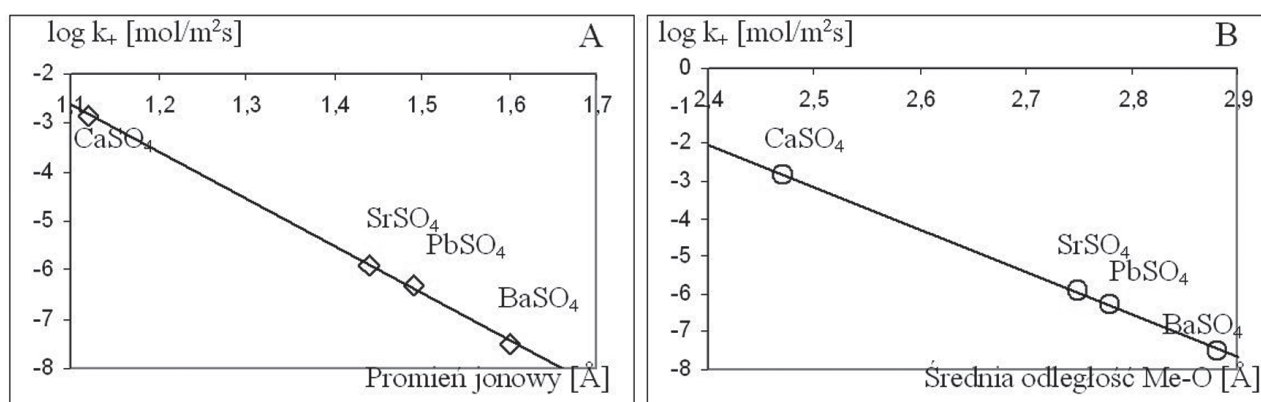 log k₊ [mol/m²s]
A
-2
1,1 1,2 1,3 1,4 1,5 1,6 1,7
-3
CaSO₄
-4
-5
SrSO₄
PbSO₄
-6
BaSO₄
-7
-8
Promień jonowy [Å]
log k₊ [mol/m²s]
B
0
2,4 2,5 2,6 2,7 2,8 2,9
-1
-2
CaSO₄
-3
-4
-5
SrSO₄
PbSO₄
-6
-7
BaSO₄
-8
Średnia odległość Me-O [Å]